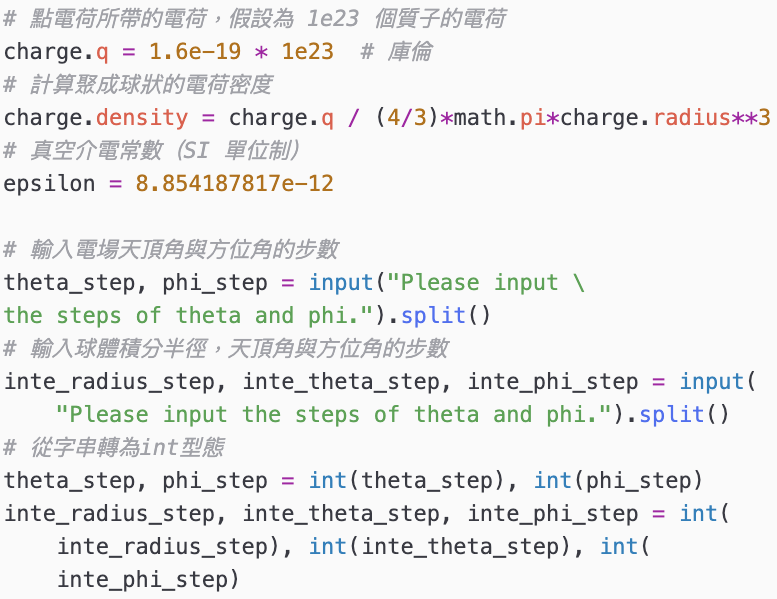 # 點電荷所帶的電荷，假設為 1e23 個質子的電荷
charge.q = 1.6e-19 * 1e23  # 庫倫
# 計算聚成球狀的電荷密度
charge.density = charge.q / (4/3)*math.pi*charge.radius**3
# 真空介電常數（SI 單位制）
epsilon = 8.854187817e-12
# 輸入電場天頂角與方位角的步數
theta_step, phi_step = input("Please input \
the steps of theta and phi.").split()
# 輸入球體積分半徑，天頂角與方位角的步數
inte_radius_step, inte_theta_step, inte_phi_step = input(
    "Please input the steps of theta and phi.").split()
# 從字串轉為int型態
theta_step, phi_step = int(theta_step), int(phi_step)
inte_radius_step, inte_theta_step, inte_phi_step = int(
    inte_radius_step), int(inte_theta_step), int(
    inte_phi_step)